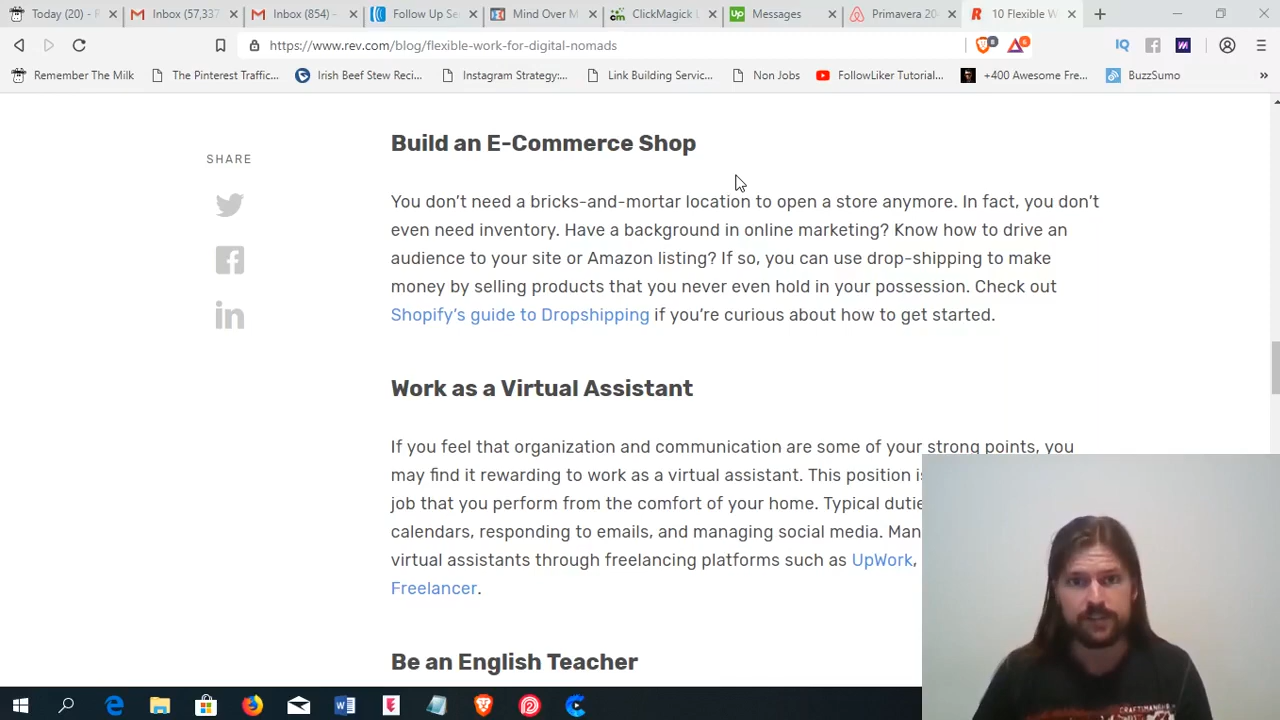 Today (20) - R
Inbox (57,337
Inbox (854) -
Follow Up Se
Mind Over M
ClickMagick L
Messages
Primavera 20
10 Flexible W
https://www.rev.com/blog/flexible-work-for-digital-nomads
Remember The Milk
The Pinterest Traffic...
Irish Beef Stew Reci...
Instagram Strategy:...
Link Building Servic...
Non Jobs
FollowLiker Tutorial...
+400 Awesome Fre...
BuzzSumo
SHARE
Build an E-Commerce Shop
You don’t need a bricks-and-mortar location to open a store anymore. In fact, you don’t
even need inventory. Have a background in online marketing? Know how to drive an
audience to your site or Amazon listing? If so, you can use drop-shipping to make
money by selling products that you never even hold in your possession. Check out
Shopify’s guide to Dropshipping if you’re curious about how to get started.
Work as a Virtual Assistant
If you feel that organization and communication are some of your strong points, you
may find it rewarding to work as a virtual assistant. This position i
job that you perform from the comfort of your home. Typical dutie
calendars, responding to emails, and managing social media. Man
virtual assistants through freelancing platforms such as UpWork,
Freelancer.
Be an English Teacher